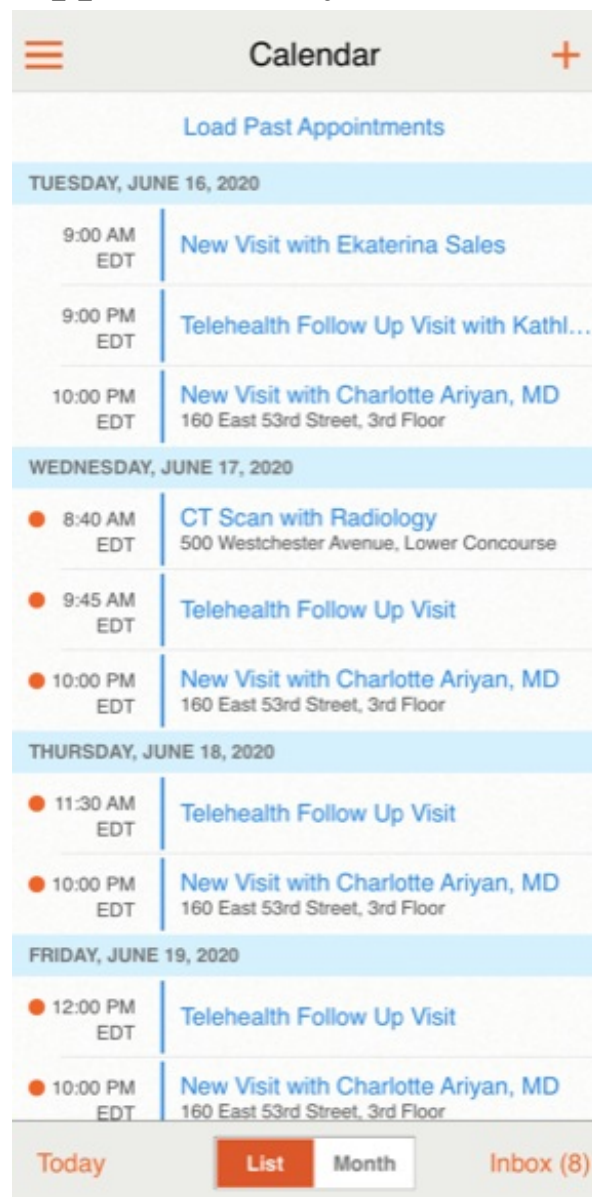 Calendar
Load Past Appointments
TUESDAY, JUNE 16, 2020
9:00 AM
EDT
New Visit with Ekaterina Sales
9:00 PM
EDT
Telehealth Follow Up Visit with Kathl...
10:00 PM
EDT
New Visit with Charlotte Ariyan, MD
160 East 53rd Street, 3rd Floor
WEDNESDAY, JUNE 17, 2020
8:40 AM
EDT
CT Scan with Radiology
500 Westchester Avenue, Lower Concourse
9:45 AM
EDT
Telehealth Follow Up Visit
10:00 PM
EDT
New Visit with Charlotte Ariyan, MD
160 East 53rd Street, 3rd Floor
THURSDAY, JUNE 18, 2020
11:30 AM
EDT
Telehealth Follow Up Visit
10:00 PM
EDT
New Visit with Charlotte Ariyan, MD
160 East 53rd Street, 3rd Floor
FRIDAY, JUNE 19, 2020
12:00 PM
EDT
Telehealth Follow Up Visit
10:00 PM
EDT
New Visit with Charlotte Ariyan, MD
160 East 53rd Street, 3rd Floor
Today
List
Month
Inbox (8)